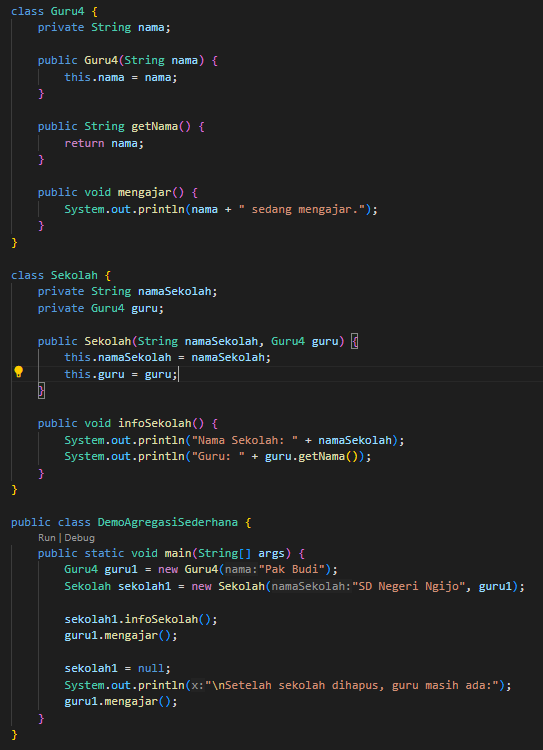 class Guru4 {
    private String nama;

    public Guru4(String nama) {
        this.nama = nama;
    }

    public String getNama() {
        return nama;
    }

    public void mengajar() {
        System.out.println(nama + " sedang mengajar.");
    }
}

class Sekolah {
    private String namaSekolah;
    private Guru4 guru;

    public Sekolah(String namaSekolah, Guru4 guru) {
        this.namaSekolah = namaSekolah;
        this.guru = guru;
    }

    public void infoSekolah() {
        System.out.println("Nama Sekolah: " + namaSekolah);
        System.out.println("Guru: " + guru.getNama());
    }
}

public class DemoAgregasiSederhana {
    Run | Debug
    public static void main(String[] args) {
        Guru4 guru1 = new Guru4(nama:"Pak Budi");
        Sekolah sekolah1 = new Sekolah(namaSekolah:"SD Negeri Ngijo", guru1);

        sekolah1.infoSekolah();
        guru1.mengajar();

        sekolah1 = null;
        System.out.println(x:"\nSetelah sekolah dihapus, guru masih ada:");
        guru1.mengajar();
    }
}